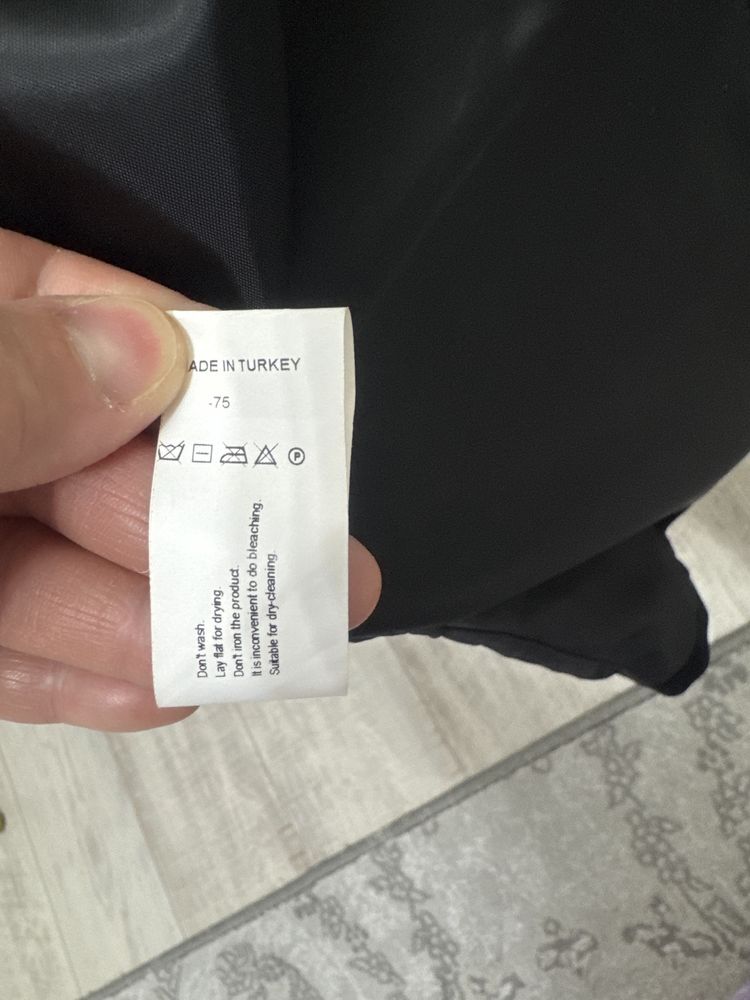 ADE IN TURKEY
-75
P
Don't wash.
Lay flat for drying.
Don't iron the product.
It is inconvenient to do bleaching.
Suitable for dry-cleaning.